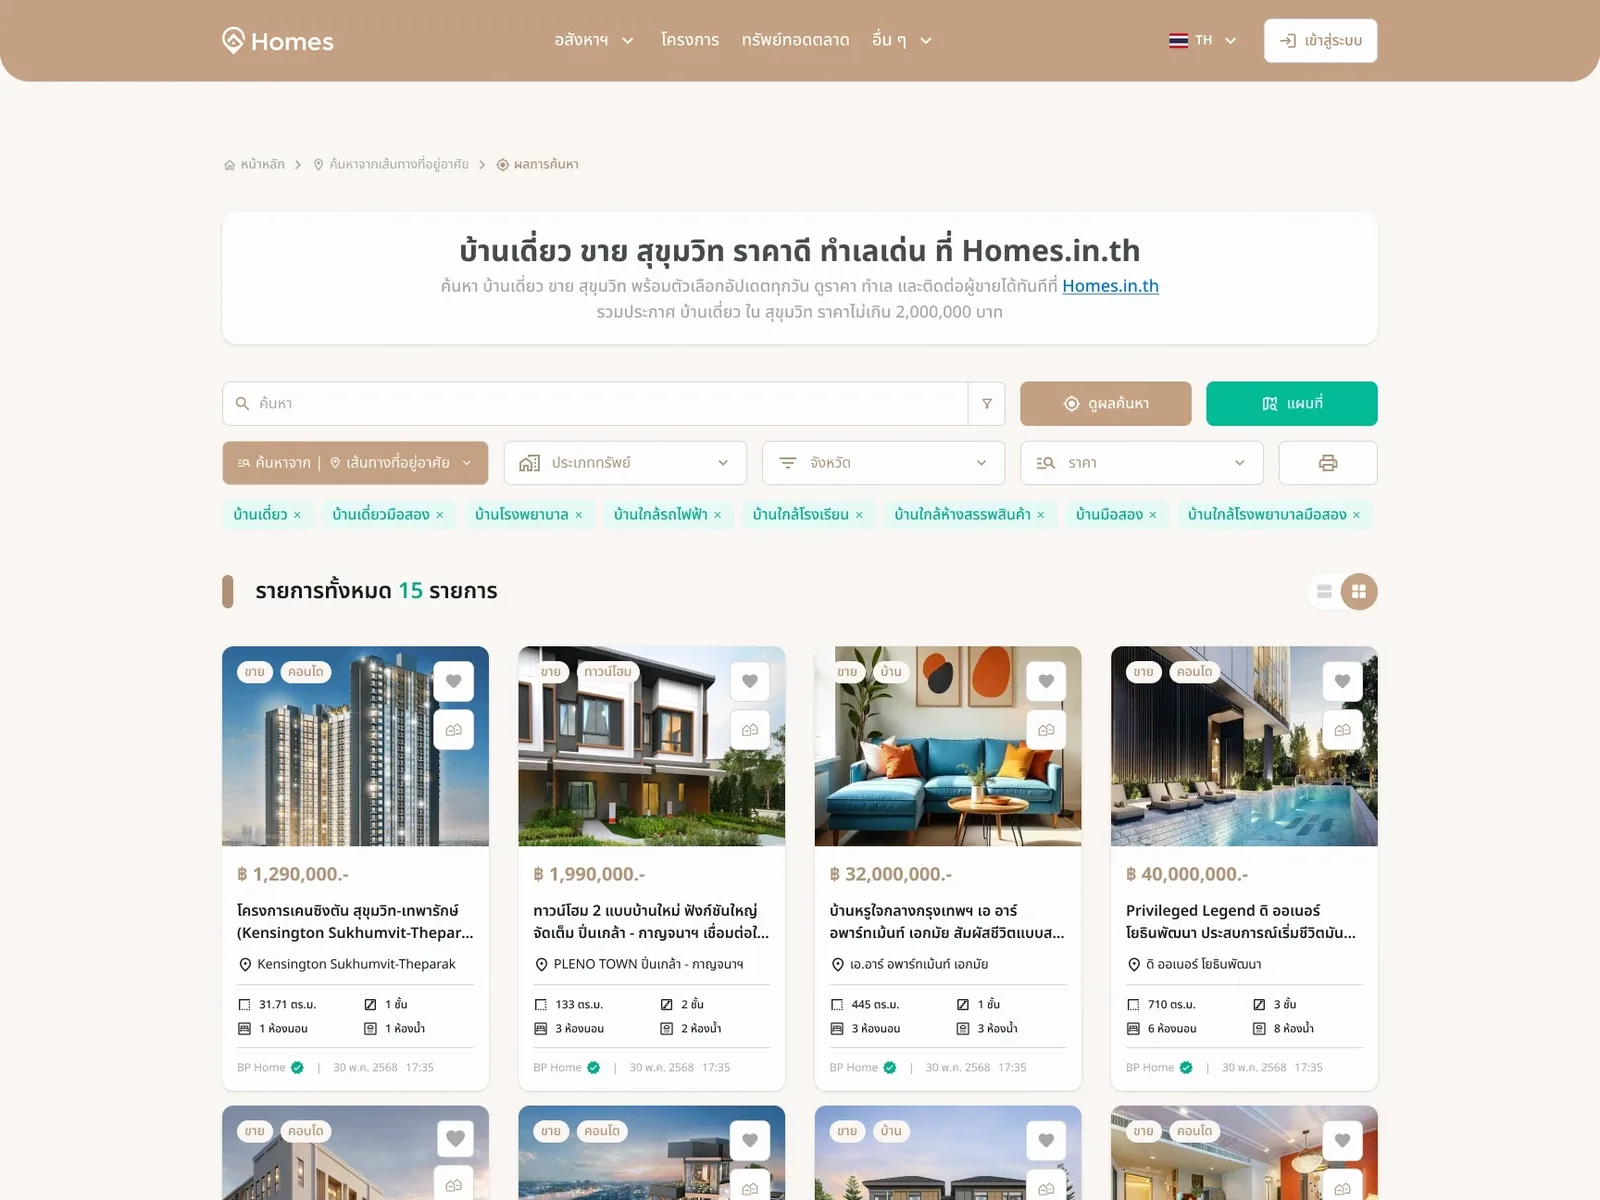 Homes
อสังหาฯ
โครงการ
ทรัพย์ทอดตลาด
อื่น ๆ
TH
เข้าสู่ระบบ
หน้าหลัก
ค้นหาจากเส้นทางที่อยู่อาศัย
ผลการค้นหา
บ้านเดี่ยว ขาย สุขุมวิท ราคาดี ทำเลเด่น ที่ Homes.in.th
ค้นหา บ้านเดี่ยว ขาย สุขุมวิท พร้อมตัวเลือกอัปเดตทุกวัน ดูราคา ทำเล และติดต่อผู้ขายได้ทันทีที่ Homes.in.th
รวมประกาศ บ้านเดี่ยว ใน สุขุมวิท ราคาไม่เกิน 2,000,000 บาท
ค้นหา
ดูผลค้นหา
แผนที่
ค้นหาจาก | เส้นทางที่อยู่อาศัย
ประเภททรัพย์
จังหวัด
ราคา
บ้านเดี่ยว ×
บ้านเดี่ยวมือสอง ×
บ้านโรงพยาบาล ×
บ้านใกล้รถไฟฟ้า ×
บ้านใกล้โรงเรียน ×
บ้านใกล้ห้างสรรพสินค้า ×
บ้านมือสอง ×
บ้านใกล้โรงพยาบาลมือสอง ×
รายการทั้งหมด 15 รายการ
ขาย
คอนโด
฿ 1,290,000.-
โครงการเคนซิงตัน สุขุมวิท-เทพารักษ์
(Kensington Sukhumvit-Thepar...
Kensington Sukhumvit-Theparak
31.71 ตร.ม.
1 ชั้น
1 ห้องนอน
1 ห้องน้ำ
BP Home | 30 พ.ค. 2568 17:35
ขาย
ทาวน์โฮม
฿ 1,990,000.-
ทาวน์โฮม 2 แบบบ้านใหม่ ฟังก์ชันใหญ่
จัดเต็ม ปิ่นเกล้า - กาญจนาฯ เชื่อมต่อใ...
PLENO TOWN ปิ่นเกล้า - กาญจนาฯ
133 ตร.ม.
2 ชั้น
3 ห้องนอน
2 ห้องน้ำ
BP Home | 30 พ.ค. 2568 17:35
ขาย
บ้าน
฿ 32,000,000.-
บ้านหรูใจกลางกรุงเทพฯ เอ อาร์
อพาร์ทเม้นท์ เอกมัย สัมผัสชีวิตแบบส...
เอ.อาร์ อพาร์ทเม้นท์ เอกมัย
445 ตร.ม.
1 ชั้น
3 ห้องนอน
3 ห้องน้ำ
BP Home | 30 พ.ค. 2568 17:35
ขาย
คอนโด
฿ 40,000,000.-
Privileged Legend ดิ ออเนอร์
โยธินพัฒนา ประสบการณ์เริ่มชีวิตมัน...
ดิ ออเนอร์ โยธินพัฒนา
710 ตร.ม.
3 ชั้น
6 ห้องนอน
8 ห้องน้ำ
BP Home | 30 พ.ค. 2568 17:35
ขาย
คอนโด
ขาย
คอนโด
ขาย
บ้าน
ขาย
คอนโด